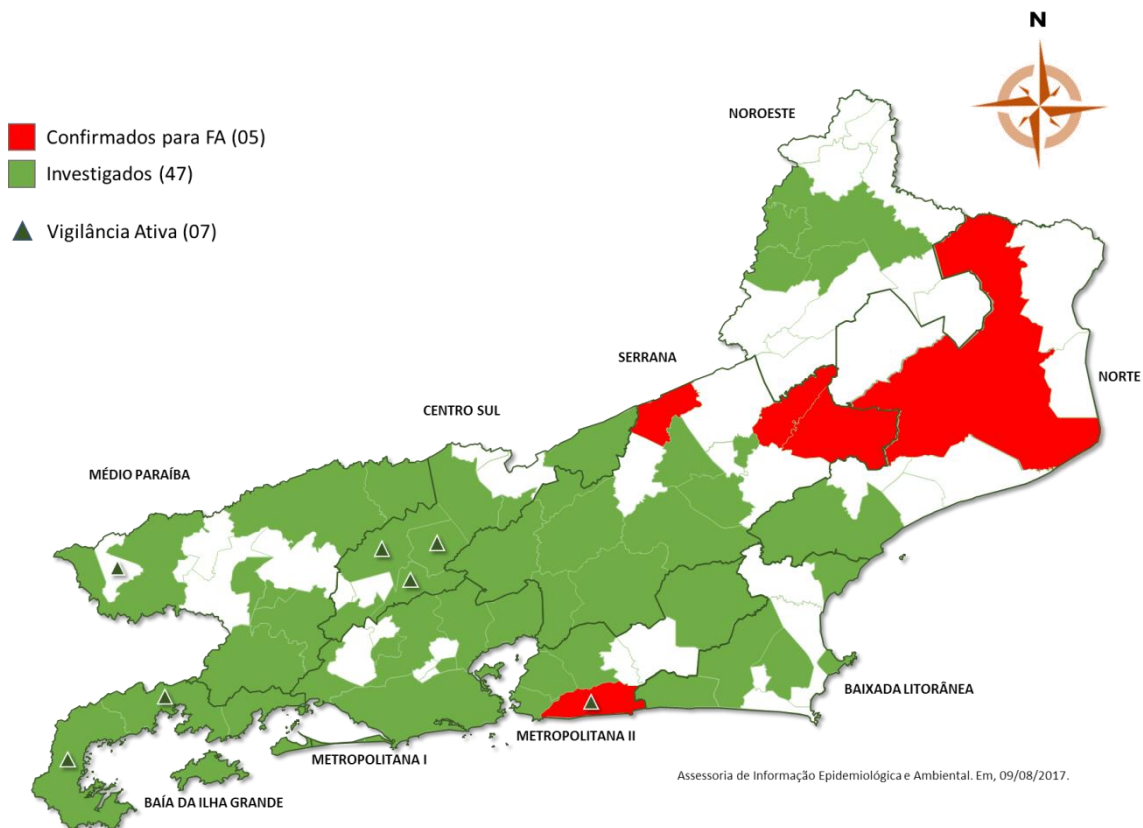 N
NOROESTE
Confirmados para FA (05)
Investigados (47)
Vigilância Ativa (07)
SERRANA
NORTE
CENTRO SUL
MÉDIO PARAÍBA
BAIXADA LITORÂNEA
METROPOLITANA II
METROPOLITANA I
BAÍA DA ILHA GRANDE
Assessoria de Informação Epidemiológica e Ambiental. Em, 09/08/2017.